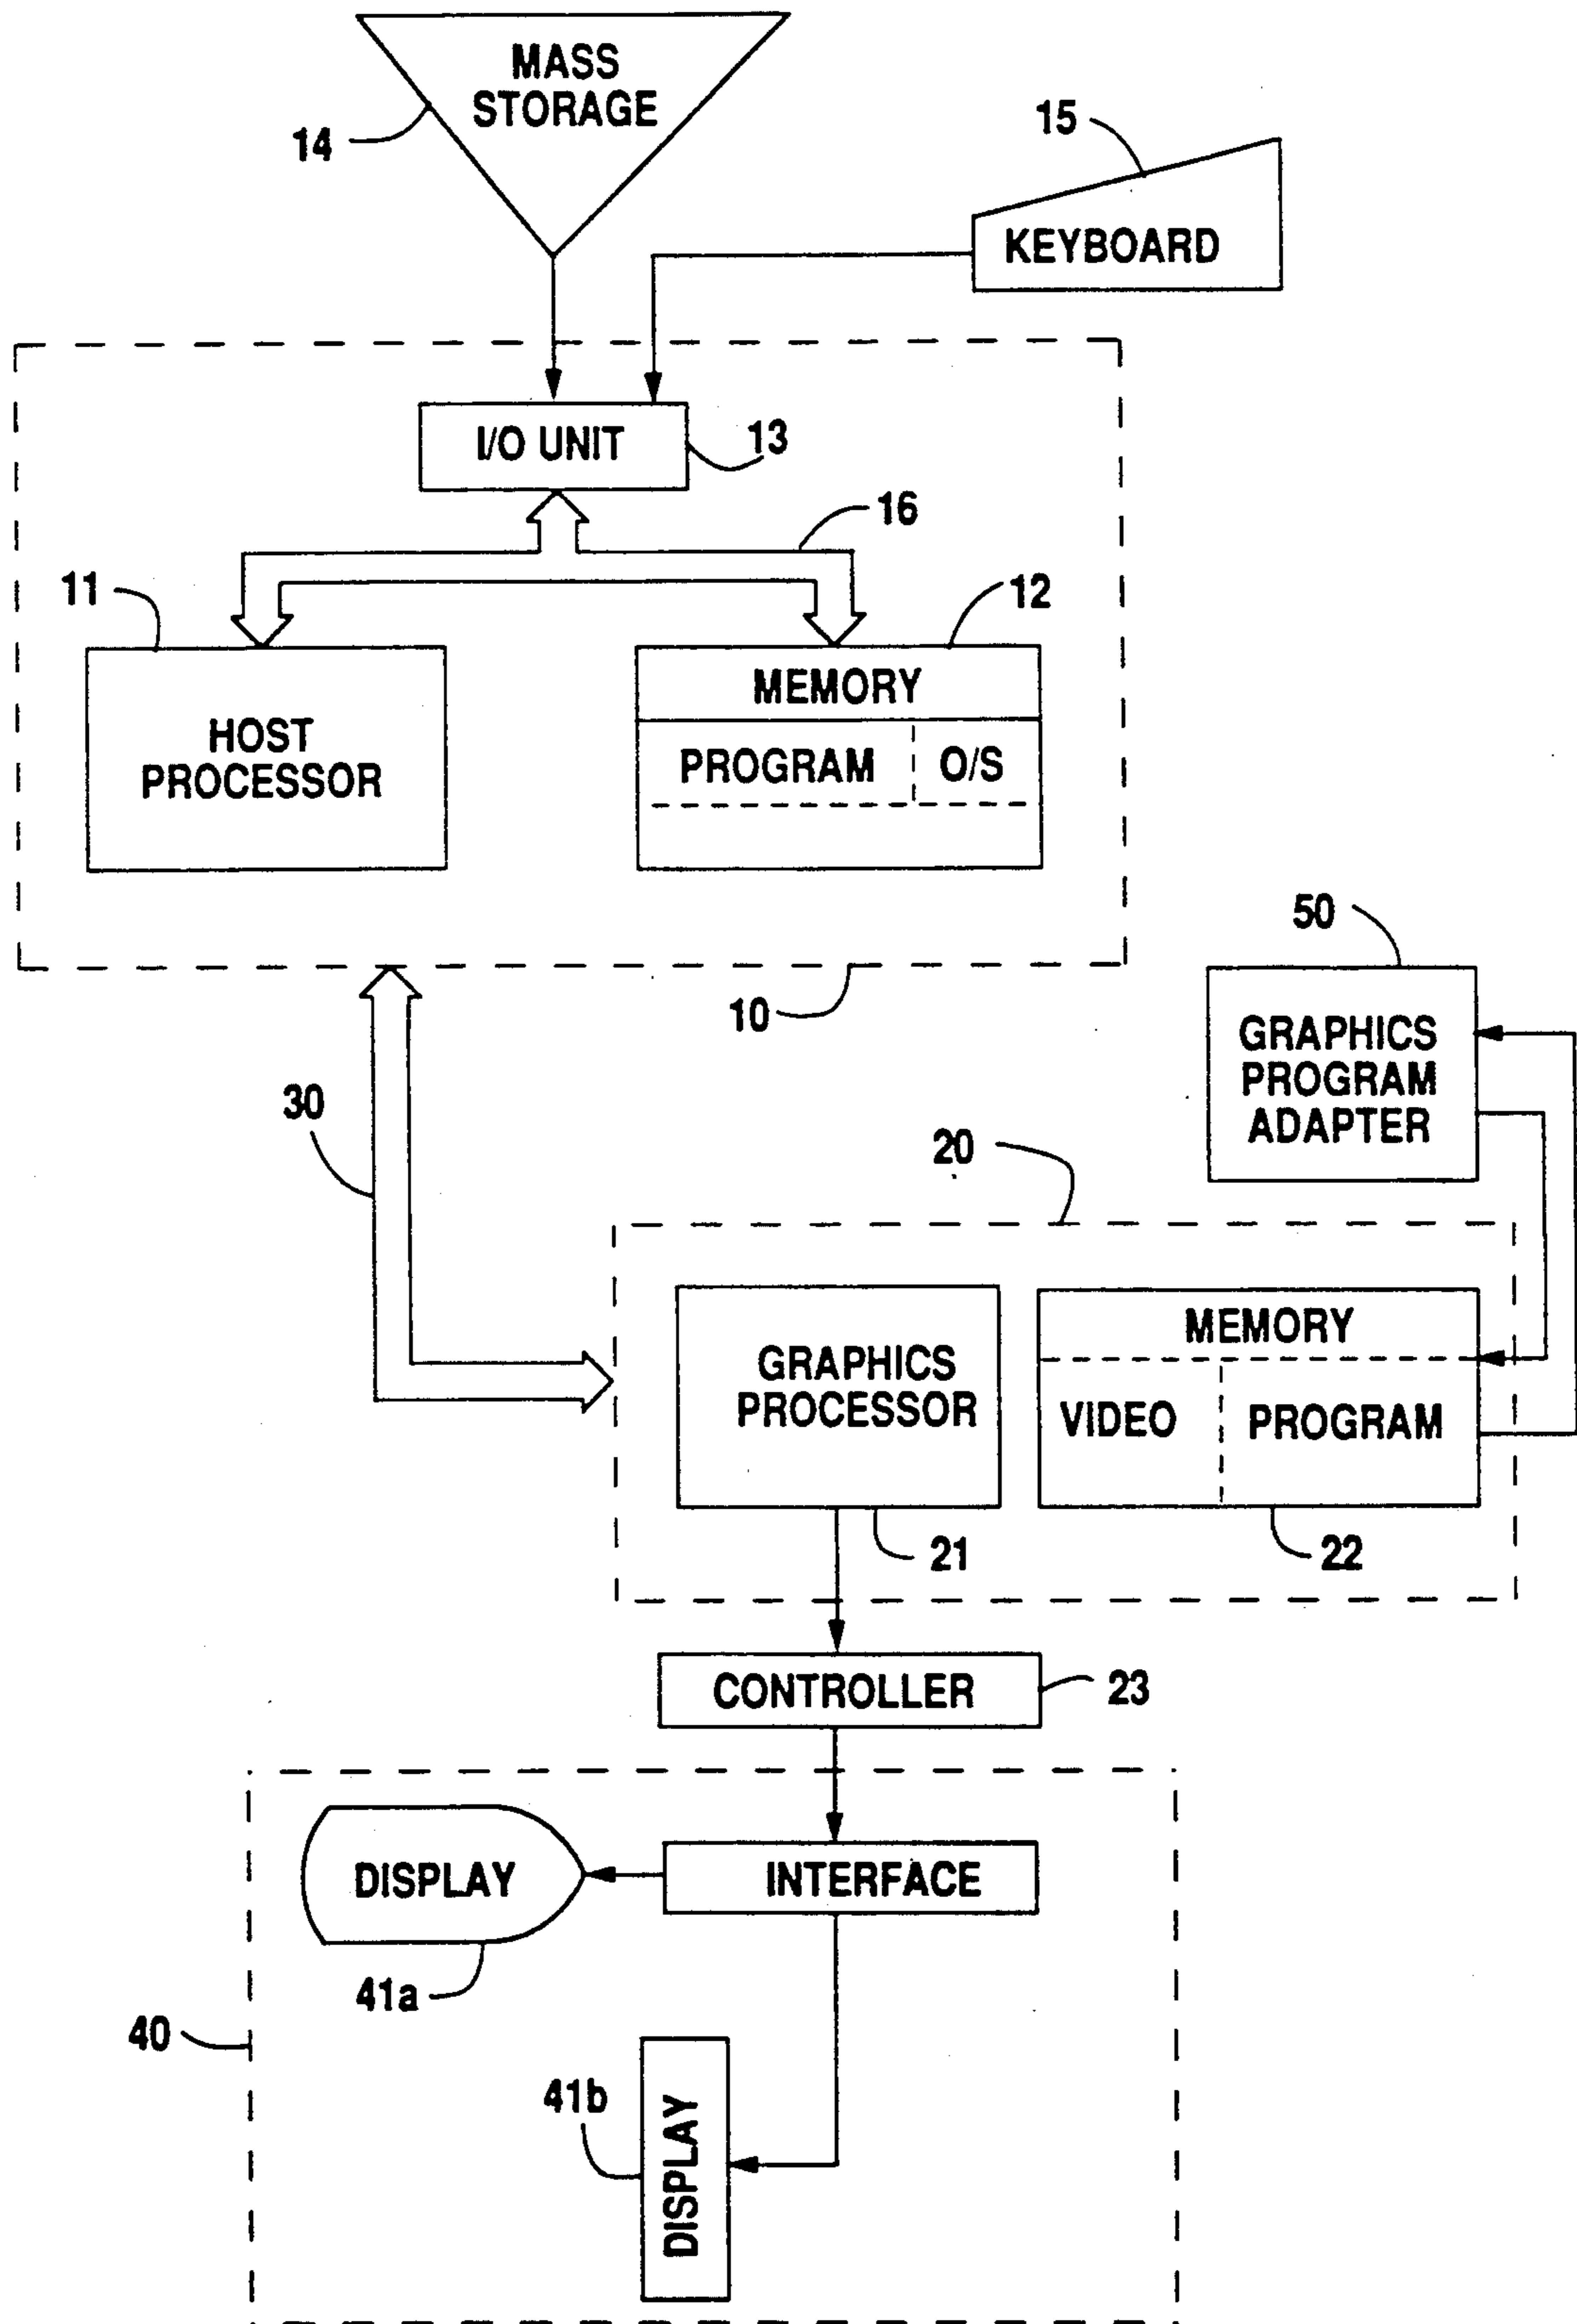 MASS
STORAGE
14
15
KEYBOARD
I/O UNIT
13
16
11
12
HOST
PROCESSOR
MEMORY
PROGRAM
O/S
50
10
GRAPHICS
PROGRAM
ADAPTER
30
20
GRAPHICS
PROCESSOR
MEMORY
VIDEO
PROGRAM
21
22
CONTROLLER
23
DISPLAY
INTERFACE
41a
40
41b
DISPLAY